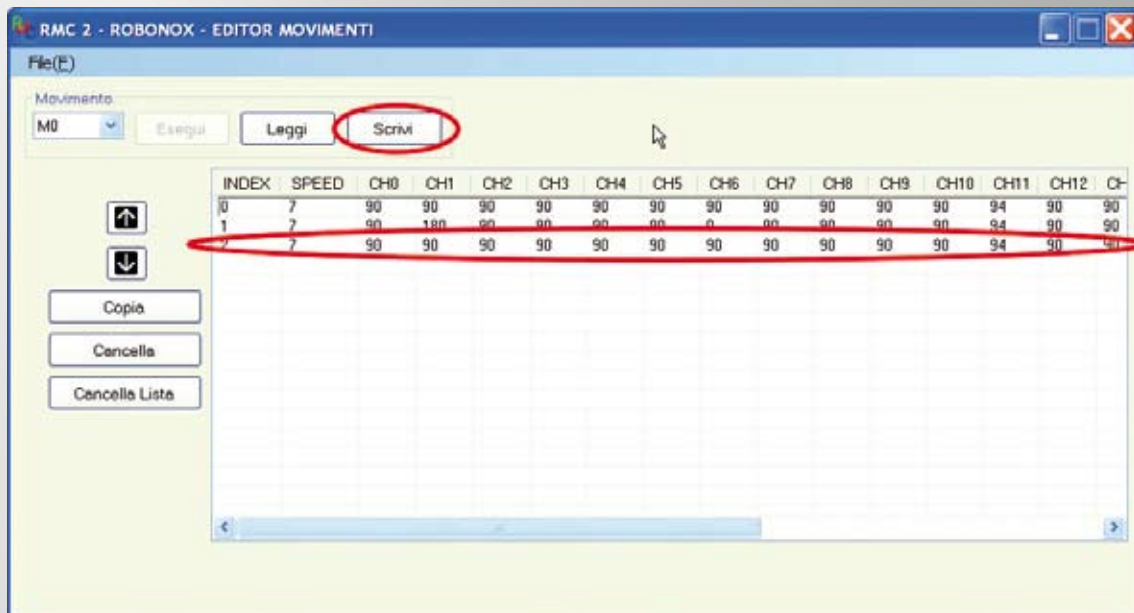 RMC 2 - ROBONOX - EDITOR MOVIMENTI
File(F)
Movimento
M0 Esegui Leggi Scrivi
INDEX SPEED CH0 CH1 CH2 CH3 CH4 CH5 CH6 CH7 CH8 CH9 CH10 CH11 CH12 CH
0 7 90 90 90 90 90 90 90 90 90 90 90 94 90 90
1 7 90 180 90 90 90 90 0 90 90 90 90 94 90 90
2 7 90 90 90 90 90 90 90 90 90 90 90 94 90 90
Copia
Cancella
Cancella Lista